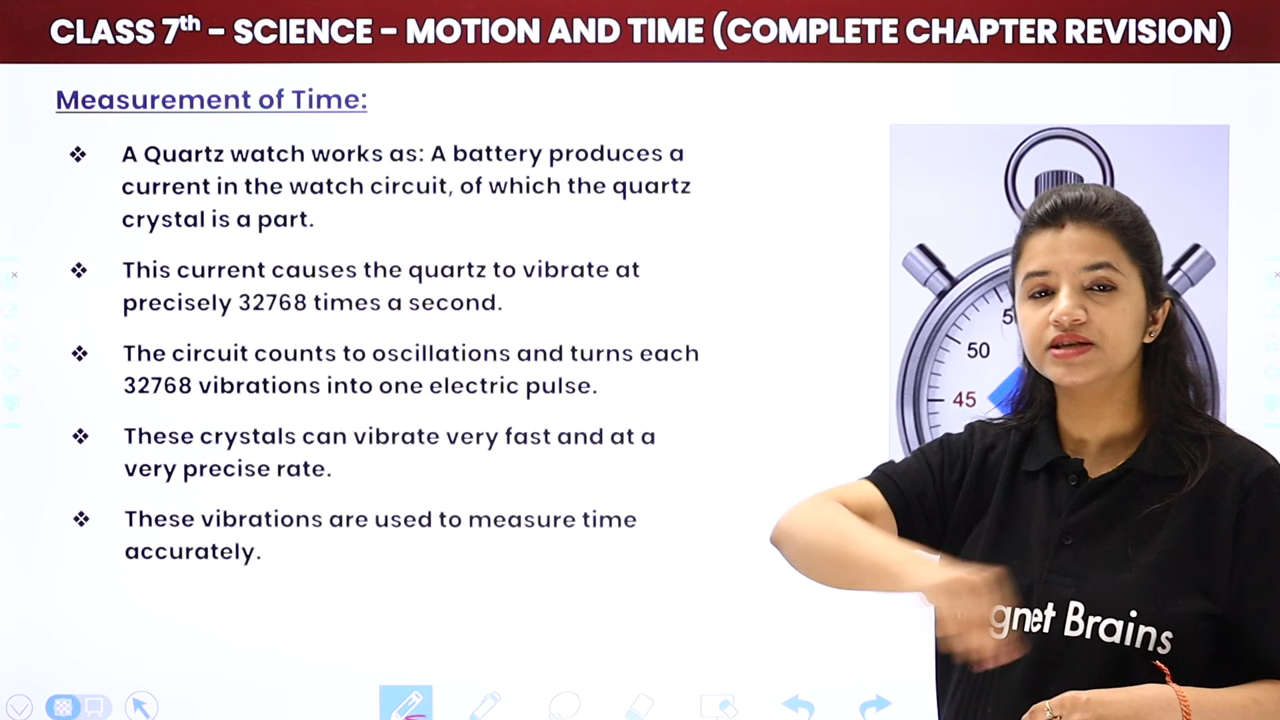 CLASS 7th – SCIENCE – MOTION AND TIME (COMPLETE CHAPTER REVISION)
Measurement of Time:
❖ A Quartz watch works as: A battery produces a
current in the watch circuit, of which the quartz
crystal is a part.
❖ This current causes the quartz to vibrate at
precisely 32768 times a second.
❖ The circuit counts to oscillations and turns each
32768 vibrations into one electric pulse.
❖ These crystals can vibrate very fast and at a
very precise rate.
❖ These vibrations are used to measure time
accurately.
50
45
gnet Brains